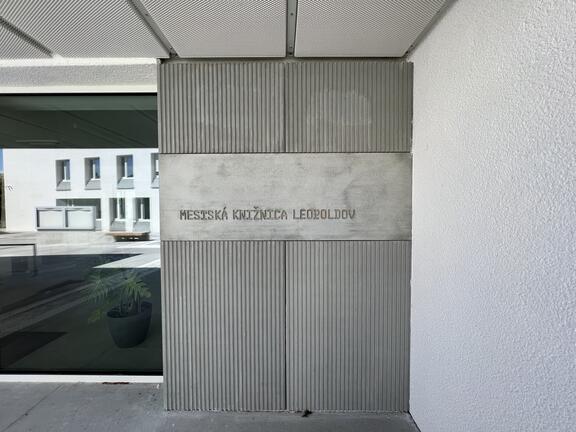 MESTSKÁ KNIŽNICA LEOPOLDOV